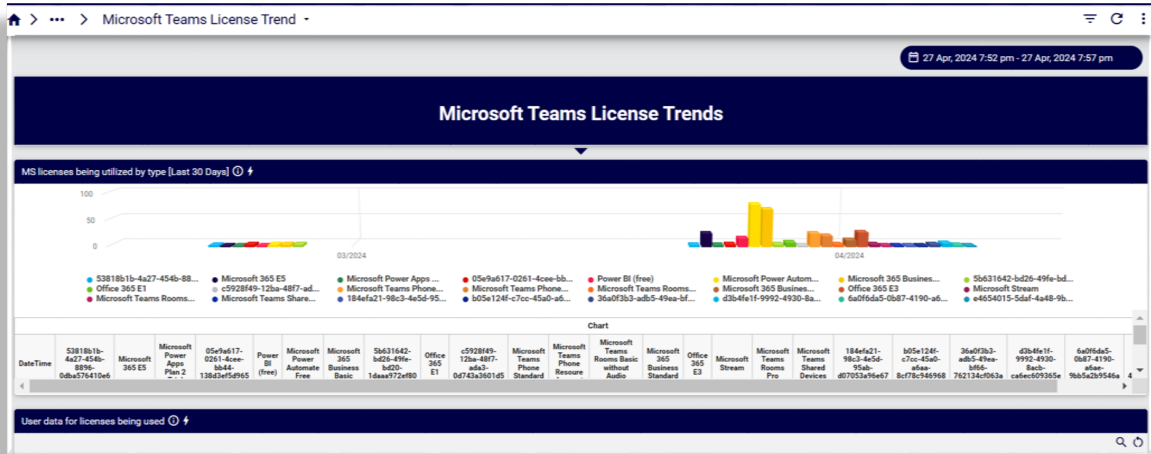 Microsoft Teams License Trend
27 Apr, 2024 7:52 pm - 27 Apr, 2024 7:57 pm
Microsoft Teams License Trends
MS licenses being utilized by type [Last 30 Days]
100
50
0
03/2024
04/2024
53818b1b-4a27-454b-88... Microsoft 365 E5 Microsoft Power Apps ... 05e9a617-0261-4cee-bb... Power BI (free) Microsoft Power Autom... Microsoft 365 Busines... 5b631642-bd26-49fe-bd...
Office 365 E1 c5928f49-12ba-48f7-ad... Microsoft Teams Phone... Microsoft Teams Phone... Microsoft Teams Rooms... Microsoft 365 Busines... Office 365 E3 Microsoft Stream
Microsoft Teams Rooms... Microsoft Teams Share... 184efa21-98c3-4e5d-95... b05e124f-c7cc-45a0-a6... 36a0f3b3-adb5-49ea-bf... d3b4fe1f-9992-4930-8a... 6a0f6da5-0b87-4190-a6... e4654015-5daf-4a48-9b...
Chart
DateTime
53818b1b-
4a27-454b-
8896-
0dba576410e6
Microsoft
365 E5
Microsoft
Power
Apps
Plan 2
05e9a617-
0261-4cee-
bb44-
138d3ef5d965
Power
BI
(free)
Microsoft
Power
Automate
Free
Microsoft
365
Business
Basic
5b631642-
bd26-49fe-
bd20-
1daaa972ef80
Office
365
E1
c5928f49-
12ba-48f7-
ada3-
0d743a3601d5
Microsoft
Teams
Phone
Standard
Microsoft
Teams
Phone
Resoure
Microsoft
Teams
Rooms Basic
without
Audio
Microsoft
365
Business
Standard
Office
365
E3
Microsoft
Stream
Microsoft
Teams
Rooms
Pro
Microsoft
Teams
Shared
Devices
184efa21-
98c3-4e5d-
95ab-
d07053a96e67
b05e124f-
c7cc-45a0-
a6aa-
8cf78c946968
36a0f3b3-
adb5-49ea-
bf66-
762134cf063a
d3b4fe1f-
9992-4930-
8acb-
ca6ec609365e
6a0f6da5-
0b87-4190-
a6ae-
9bb5a2b9546a
User data for licenses being used